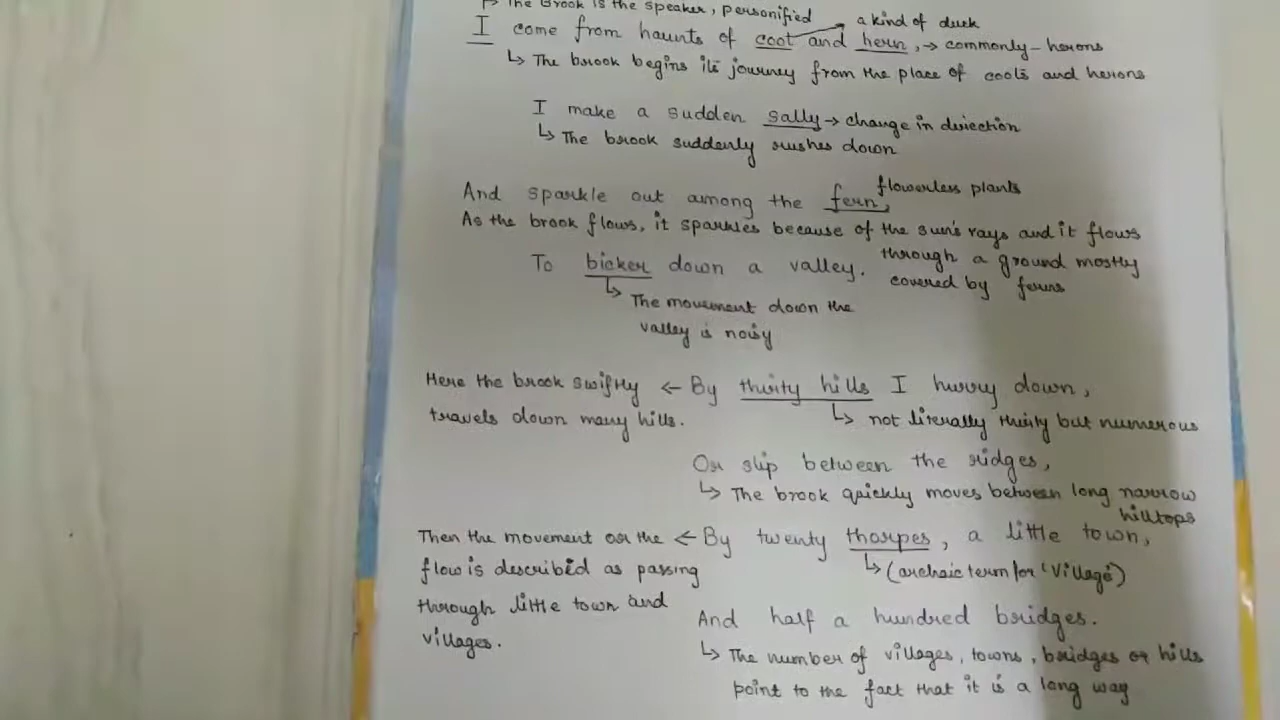 ↳ The Brook is the speaker, personified
a kind of duck
I come from haunts of coot and hern, → commonly - herons
↳ The brook begins its journey from the place of coots and herons
I make a sudden sally → change in direction
↳ The brook suddenly rushes down
flowerless plants
And sparkle out among the fern,
As the brook flows, it sparkles because of the sun's rays and it flows
through a ground mostly
To bicker down a valley.
covered by ferns
↳ The movement down the
valley is noisy
Here the brook swiftly ← By thirty hills I hurry down,
travels down many hills.
↳ not literally thirty but numerous
Or slip between the ridges,
↳ The brook quickly moves between long narrow
hilltops
Then the movement or the ← By twenty thorpes, a little town,
flow is described as passing
↳ (archaic term for 'Village')
through little town and
villages.
And half a hundred bridges.
↳ The number of villages, towns, bridges or hills
point to the fact that it is a long way